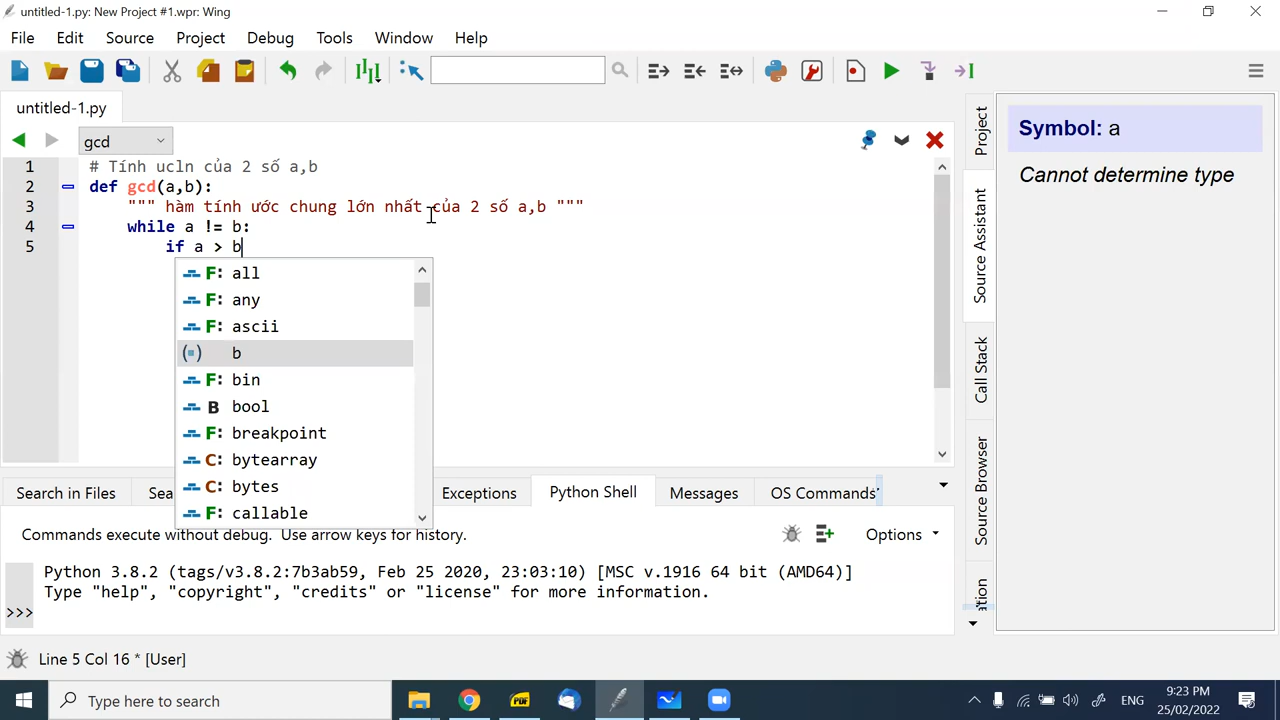 untitled-1.py: New Project #1.wpr: Wing
File Edit Source Project Debug Tools Window Help
untitled-1.py
gcd
1 # Tính ucln của 2 số a,b
2 def gcd(a,b):
3 """ hàm tính ước chung lớn nhất của 2 số a,b """
4 while a != b:
5 if a > b
F: all
F: any
F: ascii
b
F: bin
B bool
F: breakpoint
C: bytearray
C: bytes
F: callable
Symbol: a
Cannot determine type
Project
Source Assistant
Call Stack
Source Browser
Search in Files Sea Exceptions Python Shell Messages OS Commands
Commands execute without debug. Use arrow keys for history. Options
Python 3.8.2 (tags/v3.8.2:7b3ab59, Feb 25 2020, 23:03:10) [MSC v.1916 64 bit (AMD64)]
Type "help", "copyright", "credits" or "license" for more information.
>>>
Line 5 Col 16 * [User]
Type here to search
PDF
ENG
9:23 PM
25/02/2022